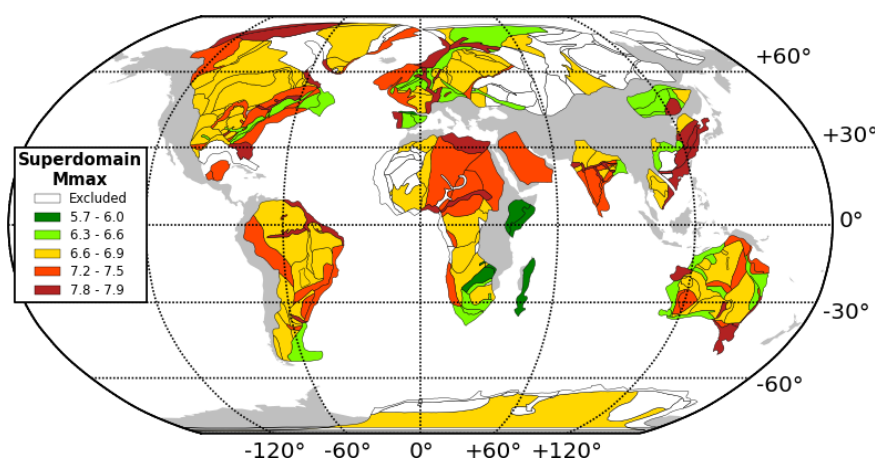 +60°
+30°
Superdomain
Mmax
Excluded
5.7 - 6.0
6.3 - 6.6
6.6 - 6.9
7.2 - 7.5
7.8 - 7.9
0°
-30°
-60°
-120° -60° 0° +60° +120°